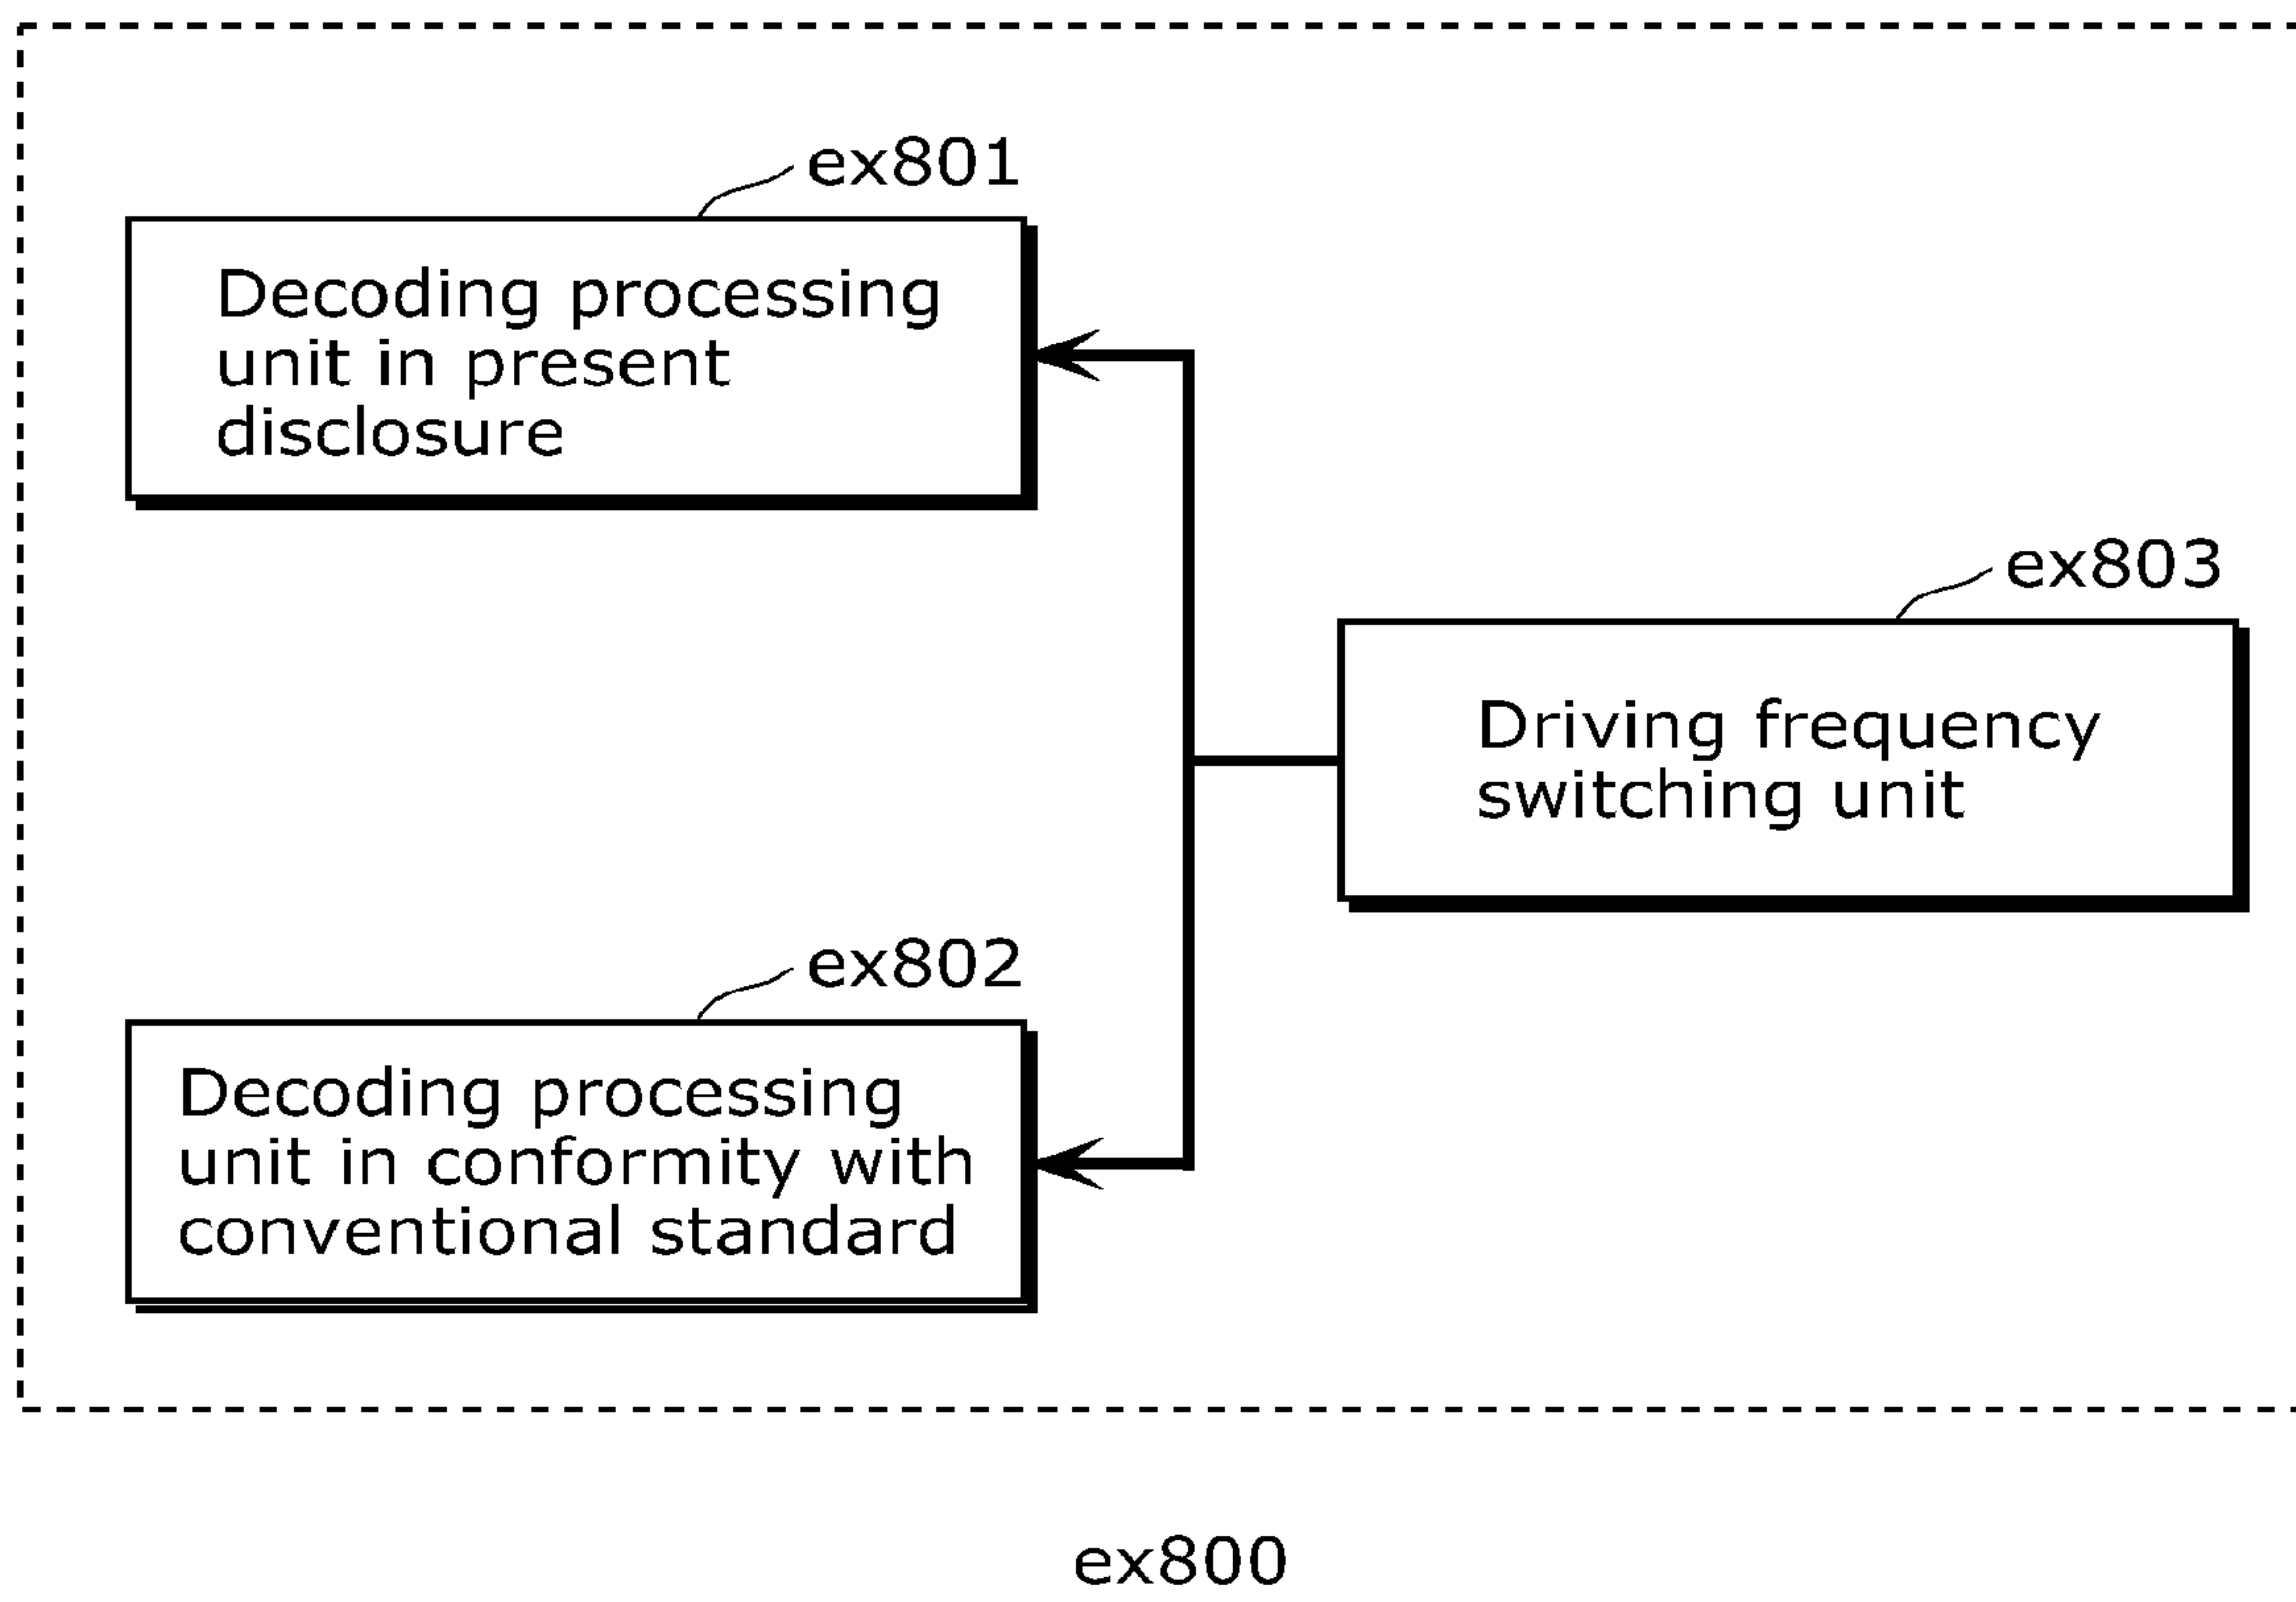 ex801
Decoding processing
unit in present
disclosure
ex803
Driving frequency
switching unit
ex802
Decoding processing
unit in conformity with
conventional standard
ex800